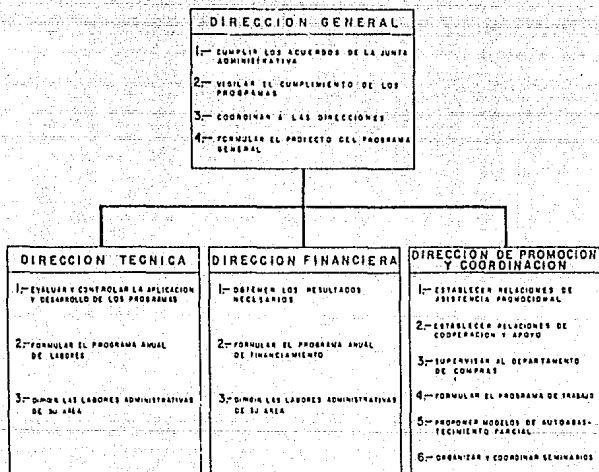 DIRECCION GENERAL
1.- CUMPLIR LOS ACUERDOS DE LA JUNTA
ADMINISTRATIVA
2.- VIGILAR EL CUMPLIMIENTO DE LOS
PROGRAMAS
3.- COORDINAR A LAS DIRECCIONES
4.- FORMULAR EL PROYECTO DEL PROGRAMA
GENERAL
DIRECCION TECNICA
1.- EVALUAR Y CONTROLAR LA APLICACION
Y DESARROLLO DE LOS PROGRAMAS
2.- FORMULAR EL PROGRAMA ANUAL
DE LABORES
3.- DIRIGIR LAS LABORES ADMINISTRATIVAS
DE SU AREA
DIRECCION FINANCIERA
1.- OBTENER LOS RESULTADOS
NECESARIOS
2.- FORMULAR EL PROGRAMA ANUAL
DE FINANCIAMIENTO
3.- DIRIGIR LAS LABORES ADMINISTRATIVAS
DE SU AREA
DIRECCION DE PROMOCION
Y COORDINACION
1.- ESTABLECER RELACIONES DE
ASISTENCIA PROMOCIONAL
2.- ESTABLECER RELACIONES DE
COOPERACION Y APOYO
3.- SUPERVISAR AL DEPARTAMENTO
DE COMPRAS
4.- FORMULAR EL PROGRAMA DE TRABAJO
5.- PROPONER MODELOS DE AUTOABAS-
TECIMIENTO PARCIAL
6.- ORGANIZAR Y COORDINAR SEMINARIOS